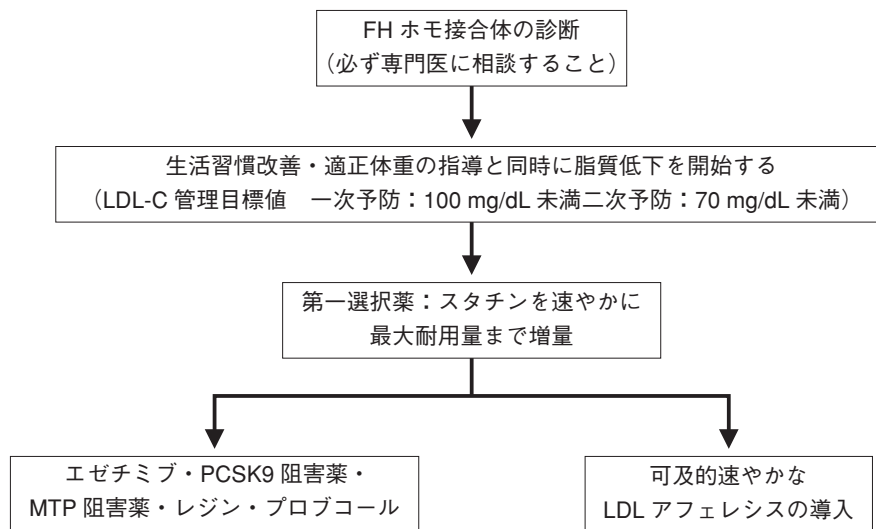 FH ホモ接合体の診断
（必ず専門医に相談すること）
生活習慣改善・適正体重の指導と同時に脂質低下を開始する
（LDL-C 管理目標値　一次予防：100 mg/dL 未満二次予防：70 mg/dL 未満）
第一選択薬：スタチンを速やかに
最大耐用量まで増量
エゼチミブ・PCSK9 阻害薬・
MTP 阻害薬・レジン・プロブコール
可及的速やかな
LDL アフェレシスの導入